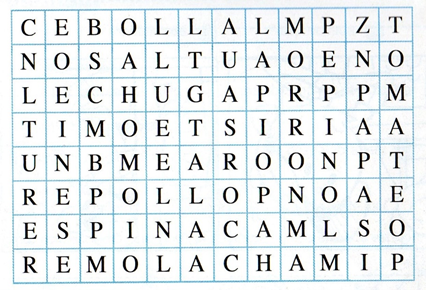 C E B O L L A L M P Z T
N O S A L T U A O E N O
L E C H U G A P R P P M
T I M O E T S I R I A A
U N B M E A R O O N P T
R E P O L L O P N O A E
E S P I N A C A M L S O
R E M O L A C H A M I P